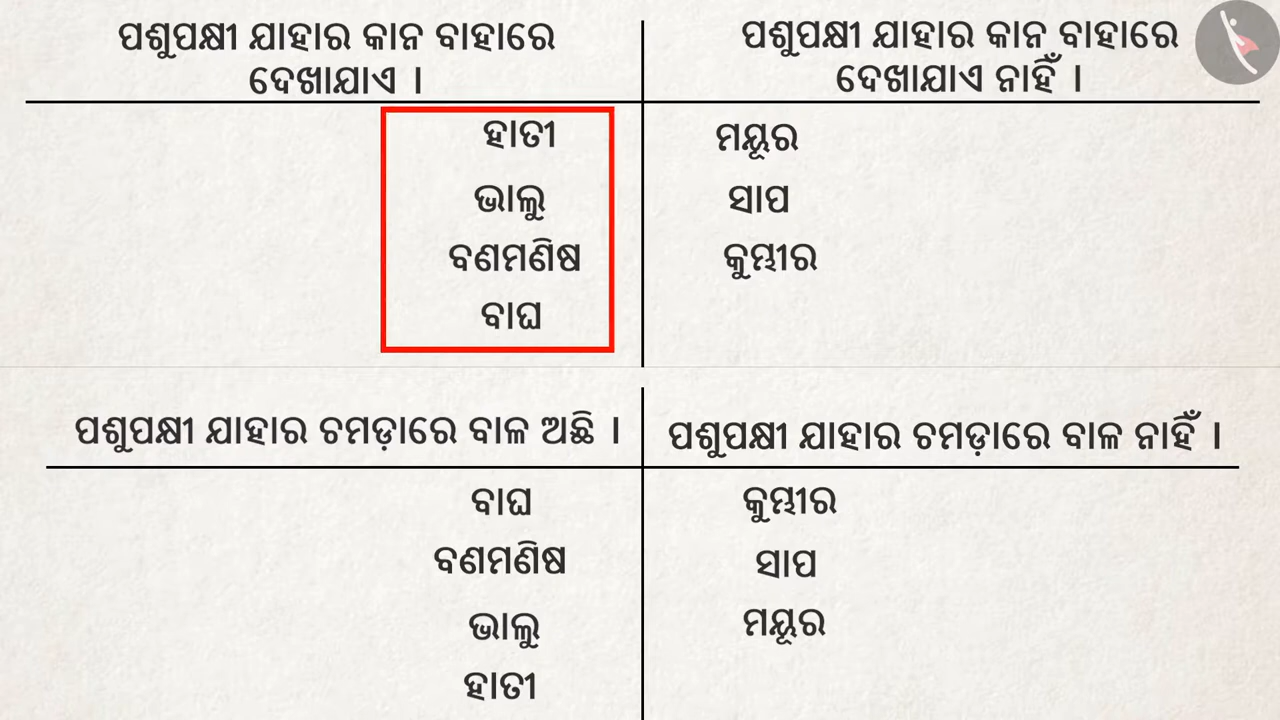 ପଶୁପକ୍ଷୀ ଯାହାର କାନ ବାହାରେ
ଦେଖାଯାଏ ।
ହାତୀ
ଭାଲୁ
ବଣମଣିଷ
ବାଘ
ପଶୁପକ୍ଷୀ ଯାହାର କାନ ବାହାରେ
ଦେଖାଯାଏ ନାହିଁ ।
ମୟୂର
ସାପ
କୁମ୍ଭୀର
ପଶୁପକ୍ଷୀ ଯାହାର ଚମଡ଼ାରେ ବାଳ ଅଛି ।
ବାଘ
ବଣମଣିଷ
ଭାଲୁ
ହାତୀ
ପଶୁପକ୍ଷୀ ଯାହାର ଚମଡ଼ାରେ ବାଳ ନାହିଁ ।
କୁମ୍ଭୀର
ସାପ
ମୟୂର